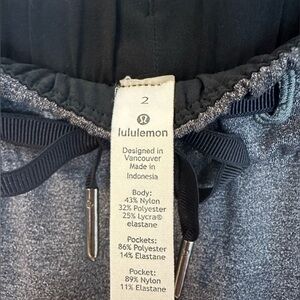 2
lululemon
Designed in
Vancouver
Made in
Indonesia
Body:
43% Nylon
32% Polyester
25% Lycra®
elastane
Pockets:
86% Polyester
14% Elastane
Pocket:
89% Nylon
11% Elastane